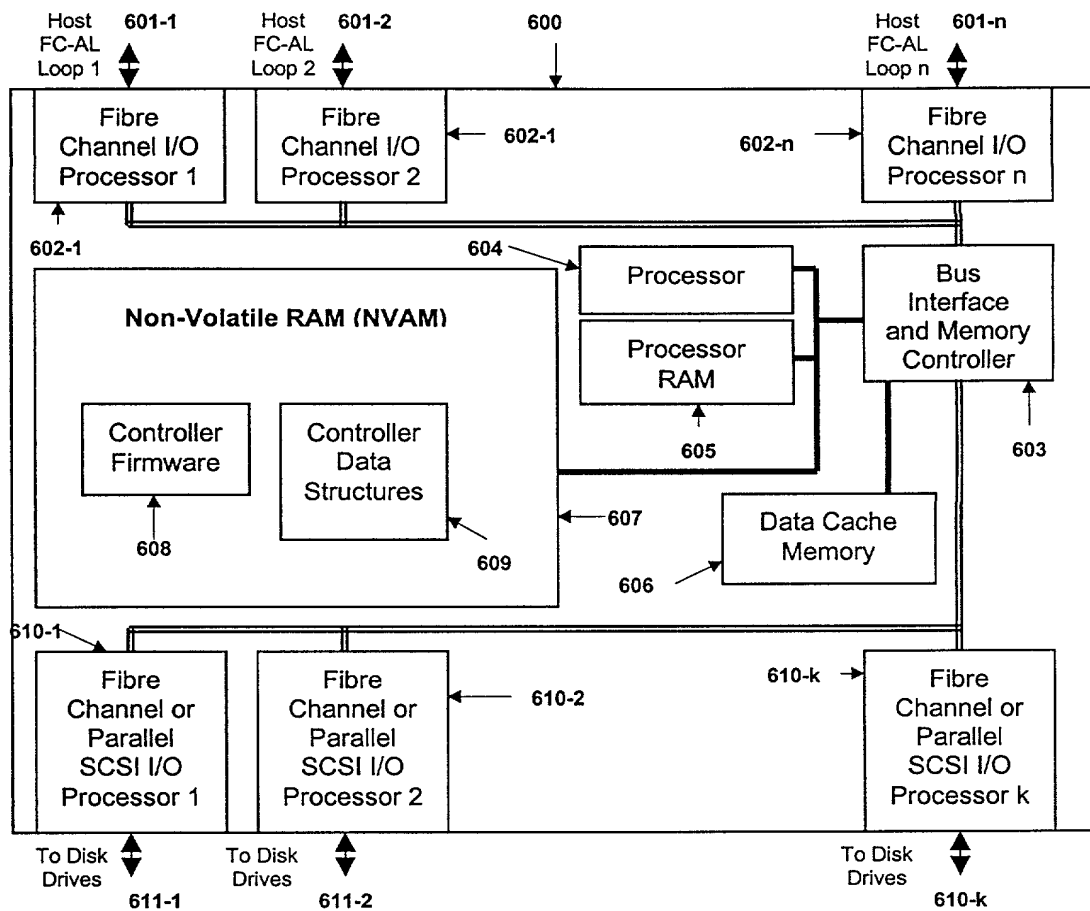 Host FC-AL Loop 1
601-1
Host FC-AL Loop 2
601-2
600
Host FC-AL Loop n
601-n
Fibre
Channel I/O
Processor 1
Fibre
Channel I/O
Processor 2
602-1
602-n
Fibre
Channel I/O
Processor n
602-1
604
Processor
Bus
Interface
and Memory
Controller
Non-Volatile RAM (NVAM)
Processor
RAM
605
603
Controller
Firmware
Controller
Data
Structures
608
609
607
Data Cache
Memory
606
610-1
Fibre
Channel or
Parallel
SCSI I/O
Processor 1
Fibre
Channel or
Parallel
SCSI I/O
Processor 2
610-2
610-k
Fibre
Channel or
Parallel
SCSI I/O
Processor k
To Disk
Drives
611-1
To Disk
Drives
611-2
To Disk
Drives
610-k